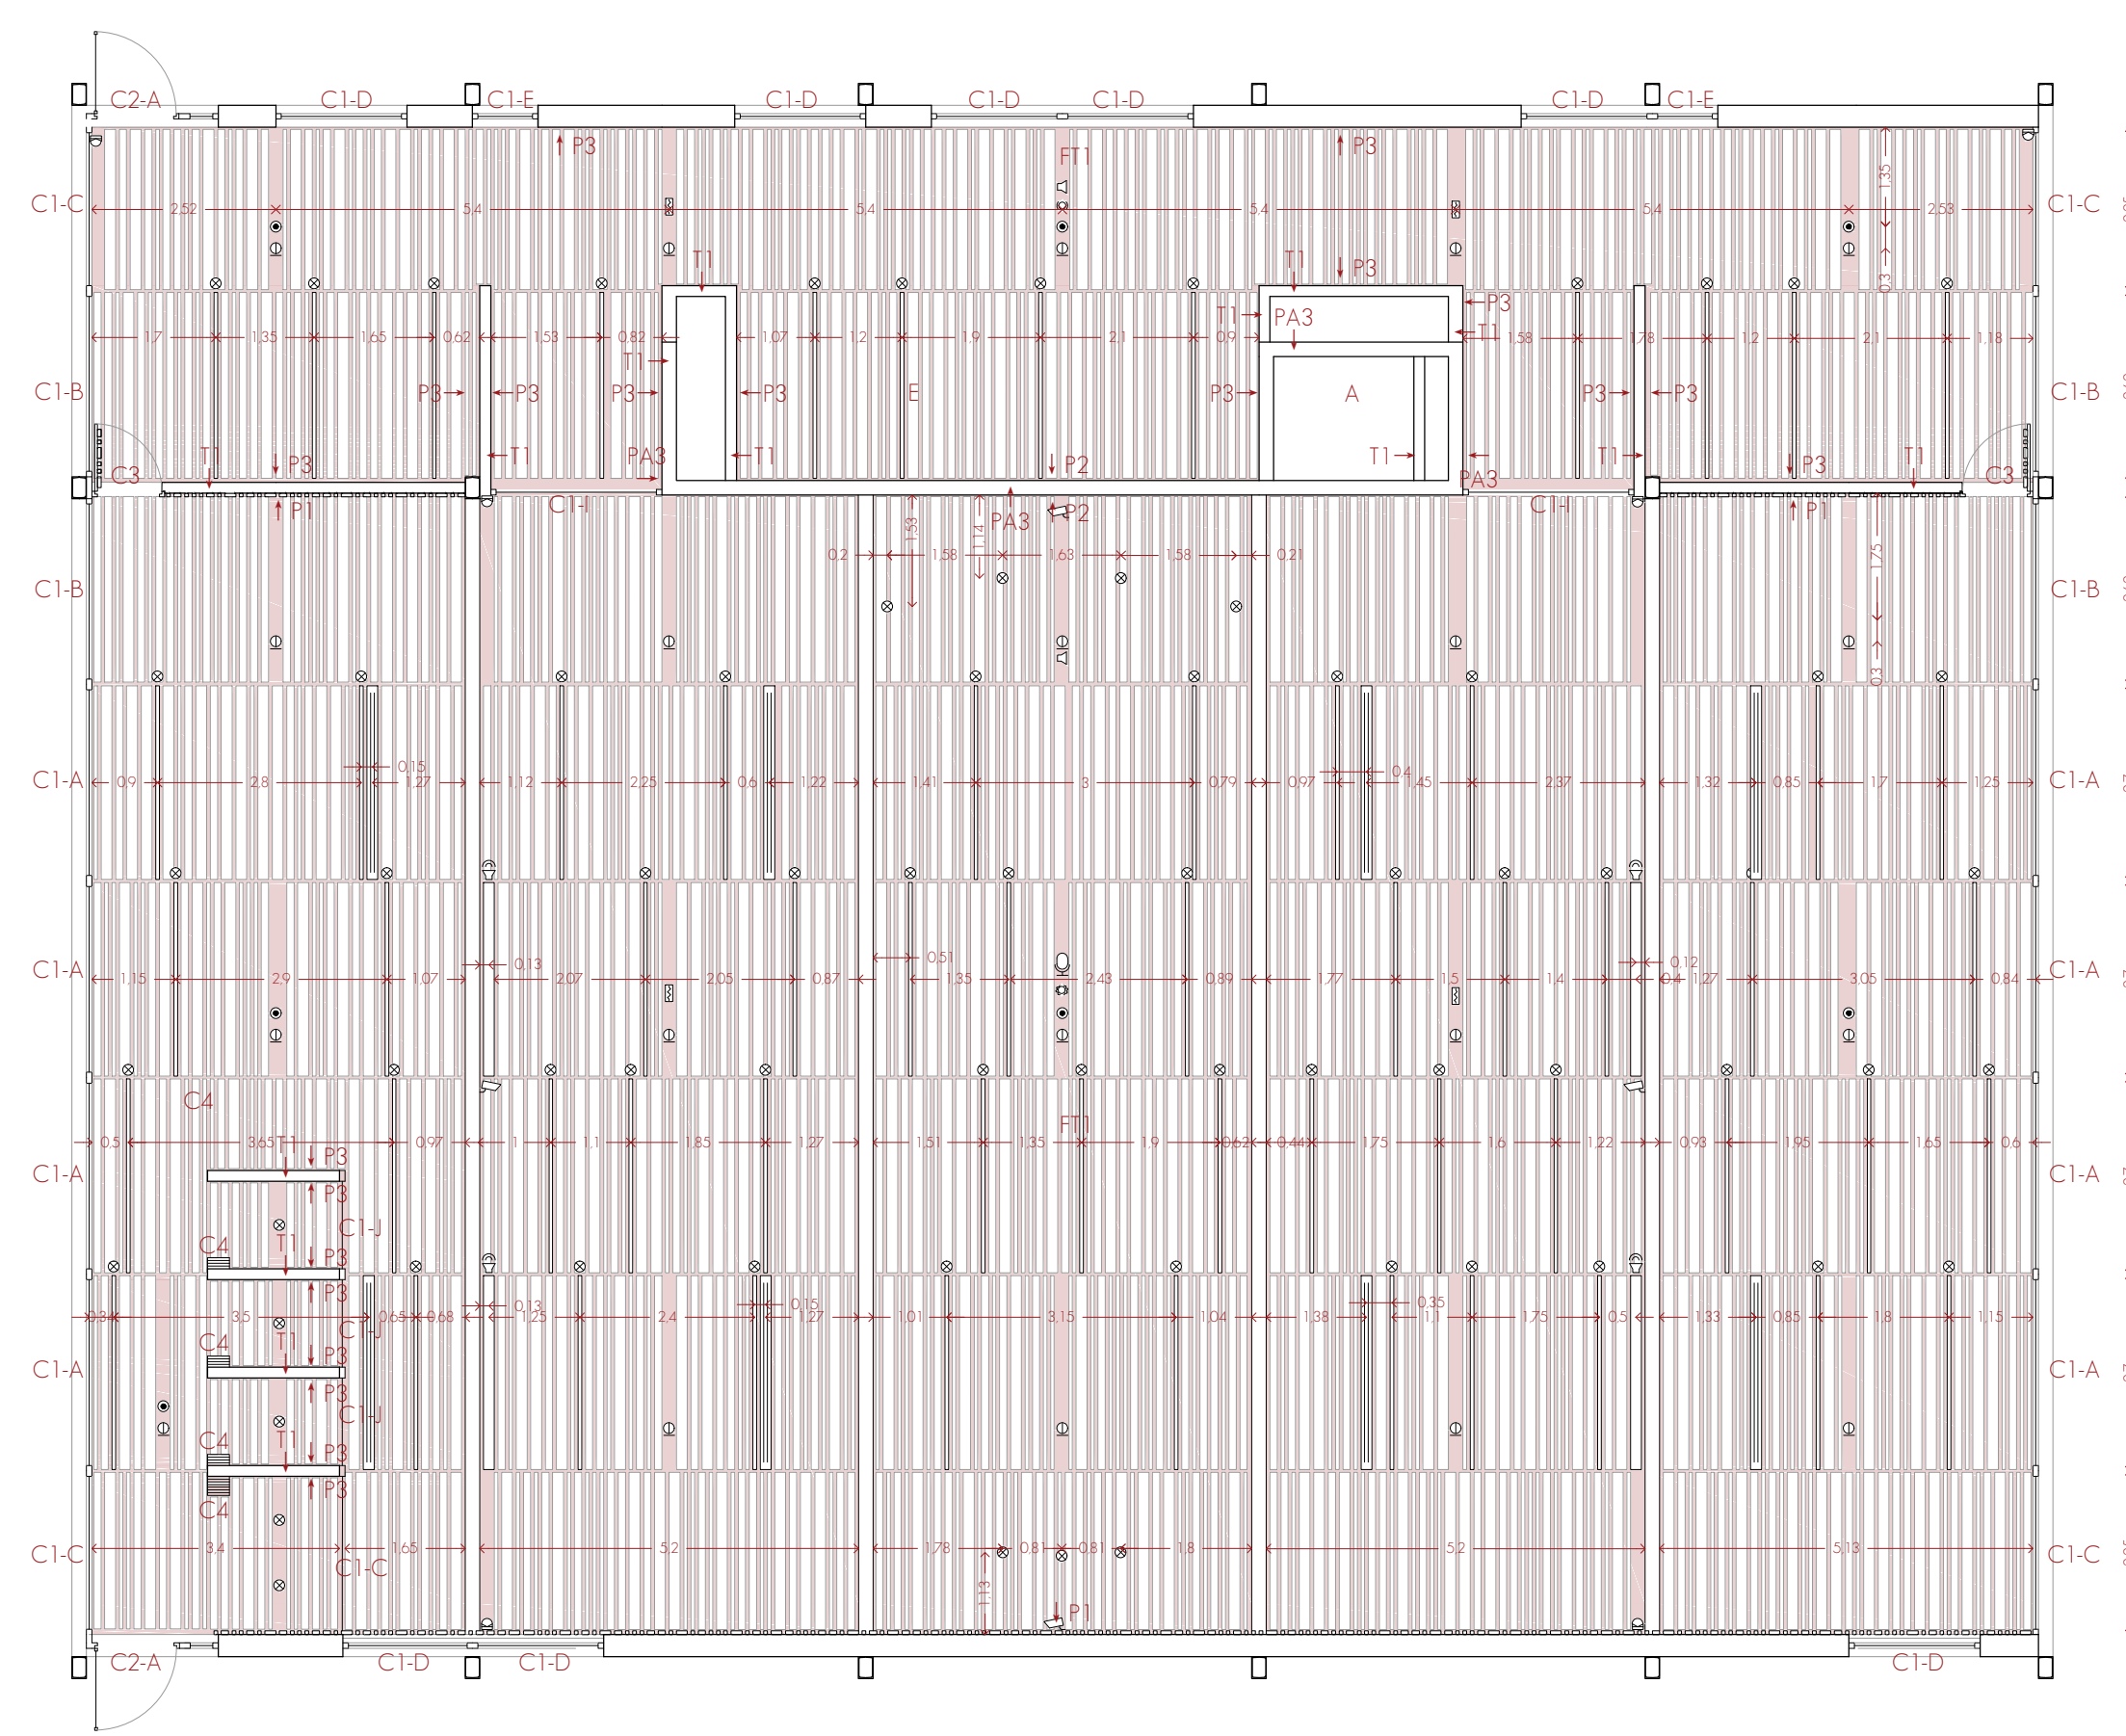 C2-A C1-D C1-E C1-D C1-D C1-D C1-D C1-E
P3 FT1 P3 1,35
C1-C 2,52 5,4 5,4 5,4 5,4 2,53 C1-C
T1 T1 P3 0,3
T1 PA3 P3
1,7 1,35 1,65 0,62 1,53 0,82 1,07 1,2 1,9 2,1 0,9 T1 1,58 1,78 1,2 2,1 1,18
T1
C1-B P3 P3 P3 P3 E P3 A P3 P3 C1-B
T1 P3 T1 PA3 T1 P2 T1 T1 P3 T1
C3 PA3 C3
P1 C1-I PA3 P2 C1-I P1
1,53 1,14
0,2 1,58 1,63 1,58 0,21 1,75
C1-B C1-B
0,3
0,15 0,4
C1-A 0,9 2,8 1,27 1,12 2,25 0,6 1,22 1,41 3 0,79 0,97 1,45 2,37 1,32 0,85 1,7 1,25 C1-A
0,13 0,51 0,12
C1-A 1,15 2,9 1,07 2,07 2,05 0,87 1,35 2,43 0,89 1,77 1,5 1,4 0,4 1,27 3,05 0,84 C1-A
C4 FT1
0,5 3,65 0,97 1 1,1 1,85 1,27 1,51 1,35 1,9 0,62 0,44 1,75 1,6 1,22 0,93 1,95 1,65 0,6
T1 P3
C1-A P3 C1-A
C1-J
C4 T1 P3
P3 0,13 0,15 0,35
0,34 3,5 0,65 0,68 1,25 2,4 1,27 1,01 3,15 1,04 1,38 1,1 1,75 0,5 1,33 0,85 1,8 1,15
C1-J
C4 T1 P3
C1-A P3 C1-A
C1-J
C4 T1 P3
P3
C4
C1-C 3,4 1,65 5,2 1,78 0,81 0,81 1,8 5,2 5,13 C1-C
C1-C 1,13 P1
C2-A C1-D C1-D C1-D